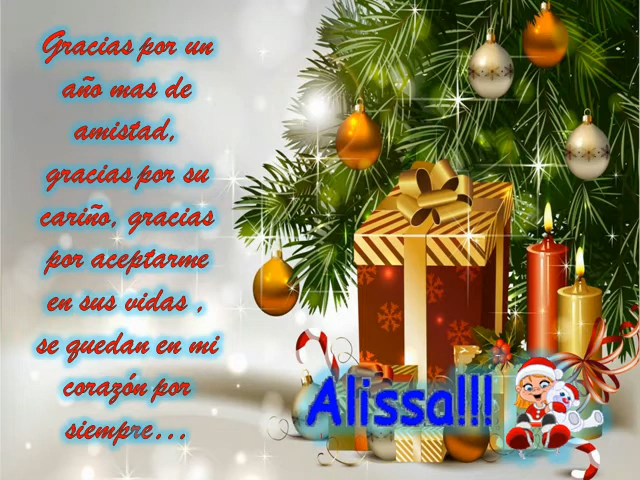 Gracias por un
año mas de
amistad,
gracias por su
cariño, gracias
por aceptarme
en sus vidas ,
se quedan en mi
corazón por
siempre...
Alissa!!!